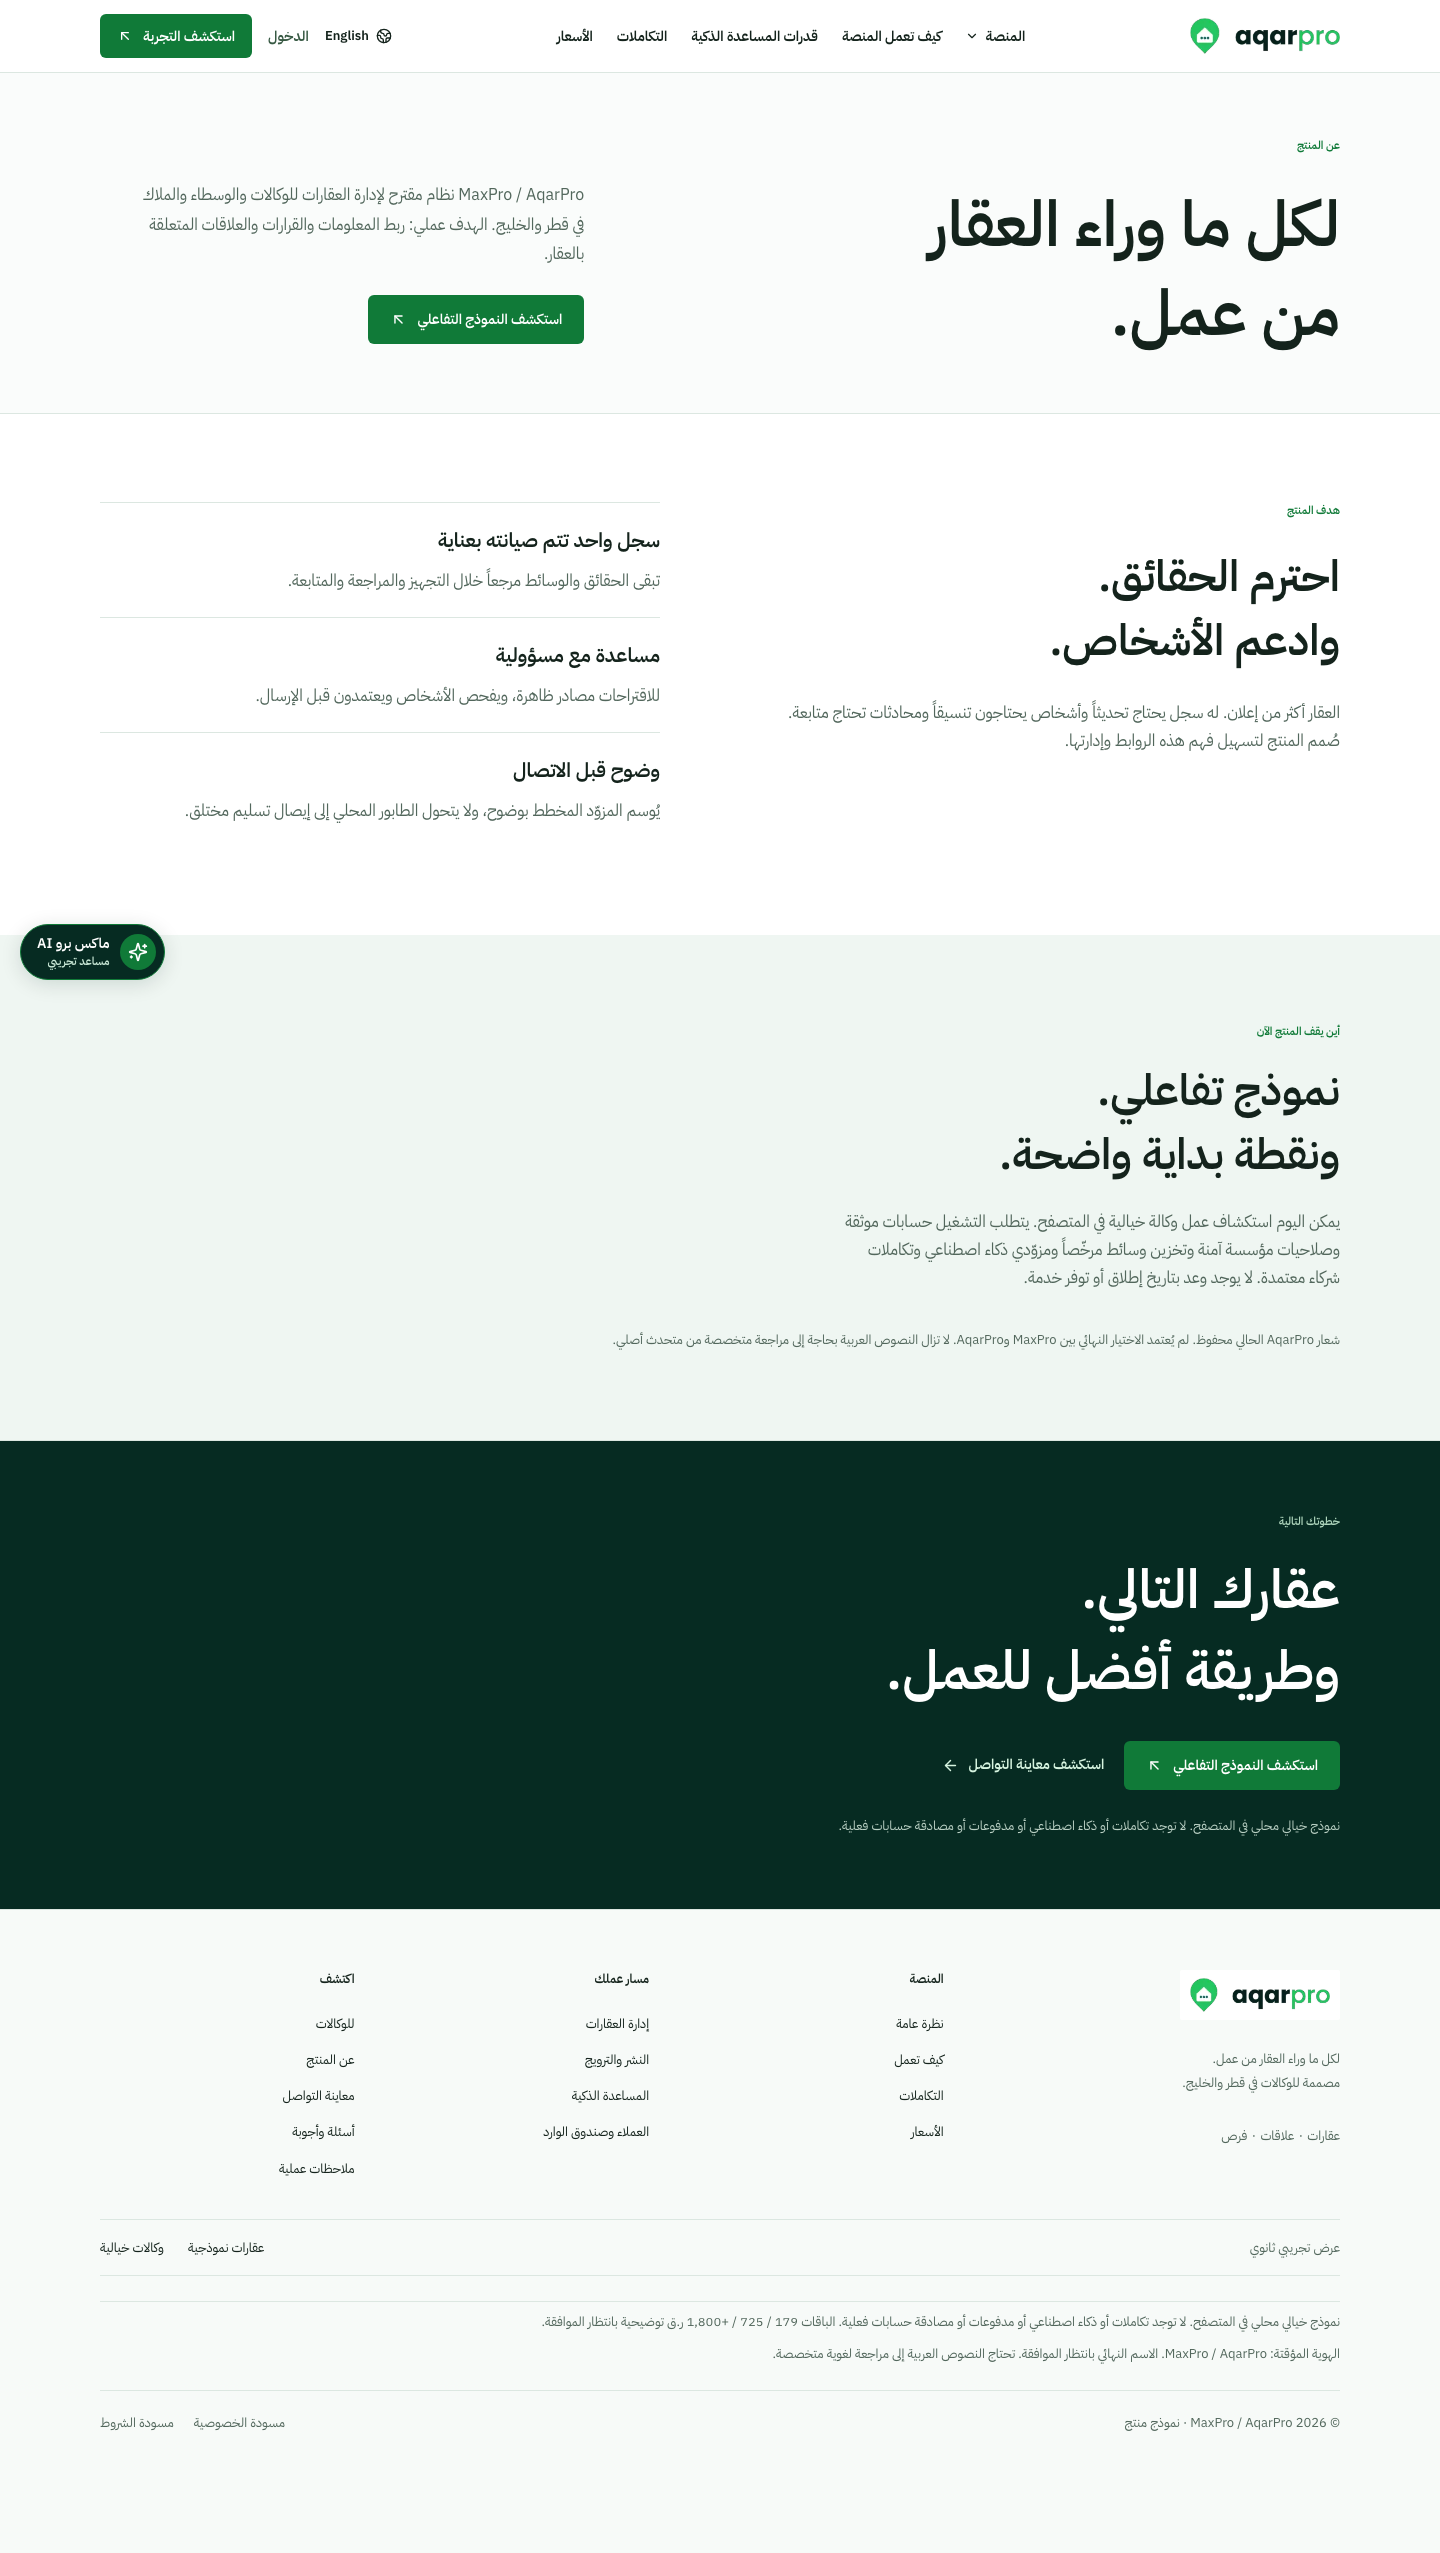 aqarpro
المنصة
كيف تعمل المنصة
قدرات المساعدة الذكية
التكاملات
الأسعار
English
الدخول
استكشف التجربة
عن المنتج
لكل ما وراء العقار
من عمل.
MaxPro / AqarPro نظام مقترح لإدارة العقارات للوكالات والوسطاء والملاك
في قطر والخليج. الهدف عملي: ربط المعلومات والقرارات والعلاقات المتعلقة
بالعقار.
استكشف النموذج التفاعلي
هدف المنتج
احترم الحقائق.
وادعم الأشخاص.
العقار أكثر من إعلان. له سجل يحتاج تحديثاً وأشخاص يحتاجون تنسيقاً ومحادثات تحتاج متابعة.
صُمم المنتج لتسهيل فهم هذه الروابط وإدارتها.
سجل واحد تتم صيانته بعناية
تبقى الحقائق والوسائط مرجعاً خلال التجهيز والمراجعة والمتابعة.
مساعدة مع مسؤولية
للاقتراحات مصادر ظاهرة، ويفحص الأشخاص ويعتمدون قبل الإرسال.
وضوح قبل الاتصال
يُوسم المزوّد المخطط بوضوح، ولا يتحول الطابور المحلي إلى إيصال تسليم مختلق.
ماكس برو AI
مساعد تجريبي
أين يقف المنتج الآن
نموذج تفاعلي.
ونقطة بداية واضحة.
يمكن اليوم استكشاف عمل وكالة خيالية في المتصفح. يتطلب التشغيل حسابات موثقة
وصلاحيات مؤسسة آمنة وتخزين وسائط مرخّصاً ومزوّدي ذكاء اصطناعي وتكاملات
شركاء معتمدة. لا يوجد وعد بتاريخ إطلاق أو توفر خدمة.
شعار AqarPro الحالي محفوظ. لم يُعتمد الاختيار النهائي بين MaxPro وAqarPro. لا تزال النصوص العربية بحاجة إلى مراجعة متخصصة من متحدث أصلي.
خطوتك التالية
عقارك التالي.
وطريقة أفضل للعمل.
استكشف النموذج التفاعلي
استكشف معاينة التواصل
نموذج خيالي محلي في المتصفح. لا توجد تكاملات أو ذكاء اصطناعي أو مدفوعات أو مصادقة حسابات فعلية.
aqarpro
لكل ما وراء العقار من عمل.
مصممة للوكالات في قطر والخليج.
عقارات · علاقات · فرص
المنصة
نظرة عامة
كيف تعمل
التكاملات
الأسعار
مسار عملك
إدارة العقارات
النشر والترويج
المساعدة الذكية
العملاء وصندوق الوارد
اكتشف
للوكالات
عن المنتج
معاينة التواصل
أسئلة وأجوبة
ملاحظات عملية
عرض تجريبي ثانوي
عقارات نموذجية
وكالات خيالية
نموذج خيالي محلي في المتصفح. لا توجد تكاملات أو ذكاء اصطناعي أو مدفوعات أو مصادقة حسابات فعلية. الباقات 179 / 725 / +1,800 ر.ق توضيحية بانتظار الموافقة.
الهوية المؤقتة: MaxPro / AqarPro. الاسم النهائي بانتظار الموافقة. تحتاج النصوص العربية إلى مراجعة لغوية متخصصة.
© 2026 MaxPro / AqarPro · نموذج منتج
مسودة الخصوصية
مسودة الشروط